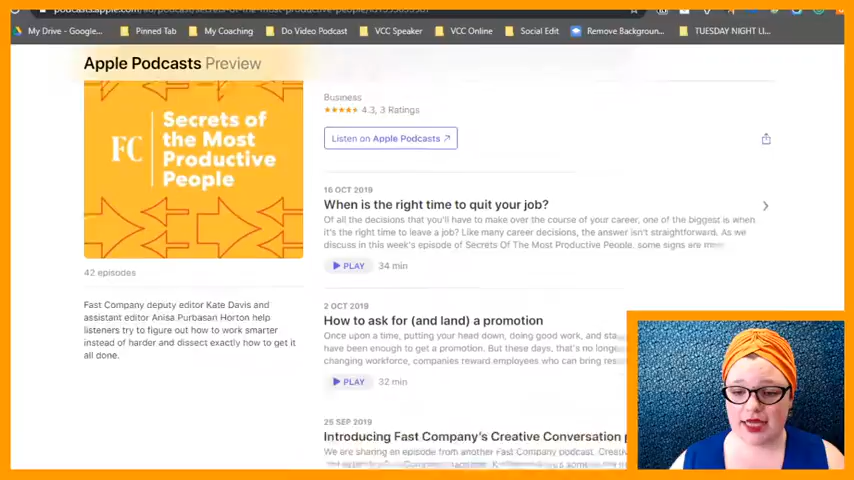 My Drive - Google...
Pinned Tab
My Coaching
Do Video Podcast
VCC Speaker
VCC Online
Social Edit
Remove Backgroun...
TUESDAY NIGHT LI...
Apple Podcasts Preview
FC
Secrets of
the Most
Productive
People
42 episodes
Fast Company deputy editor Kate Davis and
assistant editor Anisa Purbasan Horton help
listeners try to figure out how to work smarter
instead of harder and dissect exactly how to get it
all done.
Business
★★★★★ 4.3, 3 Ratings
Listen on Apple Podcasts ↗
16 OCT 2019
When is the right time to quit your job?
Of all the decisions that you'll have to make over the course of your career, one of the biggest is when
it's the right time to leave a job? Like many career decisions, the answer isn't straightforward. As we
discuss in this week's episode of Secrets Of The Most Productive People, some signs are
PLAY 34 min
2 OCT 2019
How to ask for (and land) a promotion
Once upon a time, putting your head down, doing good work, and
have been enough to get a promotion. But these days, that's no
changing workforce, companies reward employees who can bring
PLAY 32 min
25 SEP 2019
Introducing Fast Company's Creative Conversation
We are sharing an episode from another Fast Company podcast,